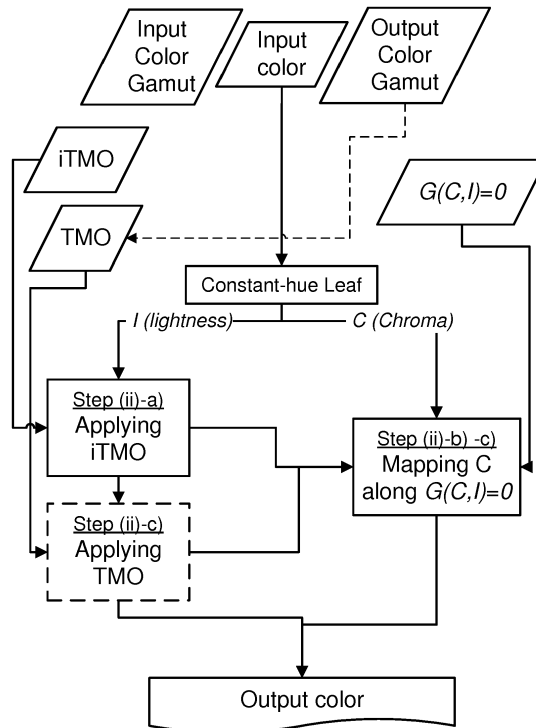 Input
Color
Gamut
Input
color
Output
Color
Gamut
iTMO
G(C,I)=0
TMO
Constant-hue Leaf
I (lightness)
C (Chroma)
Step (ii)-a)
Applying
iTMO
Step (ii)-b) -c)
Mapping C
along G(C,I)=0
Step (ii)-c)
Applying
TMO
Output color